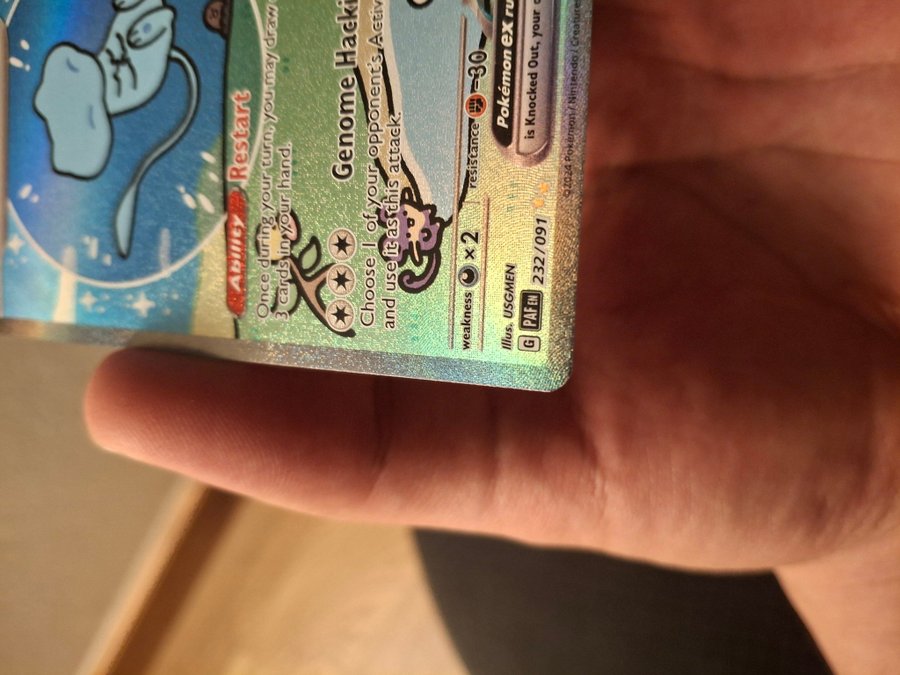 Ability Restart
Once during your turn, you may draw
3 cards in your hand.
Genome Hacki
Choose 1 of your opponent's Activ
and use it as this attack.
weakness ×2 resistance -30
Illus. USGMEN
Pokémon ex ru
G PAF EN 232/091
is Knocked Out, your o
©2024 Pokémon / Nintendo / Creature